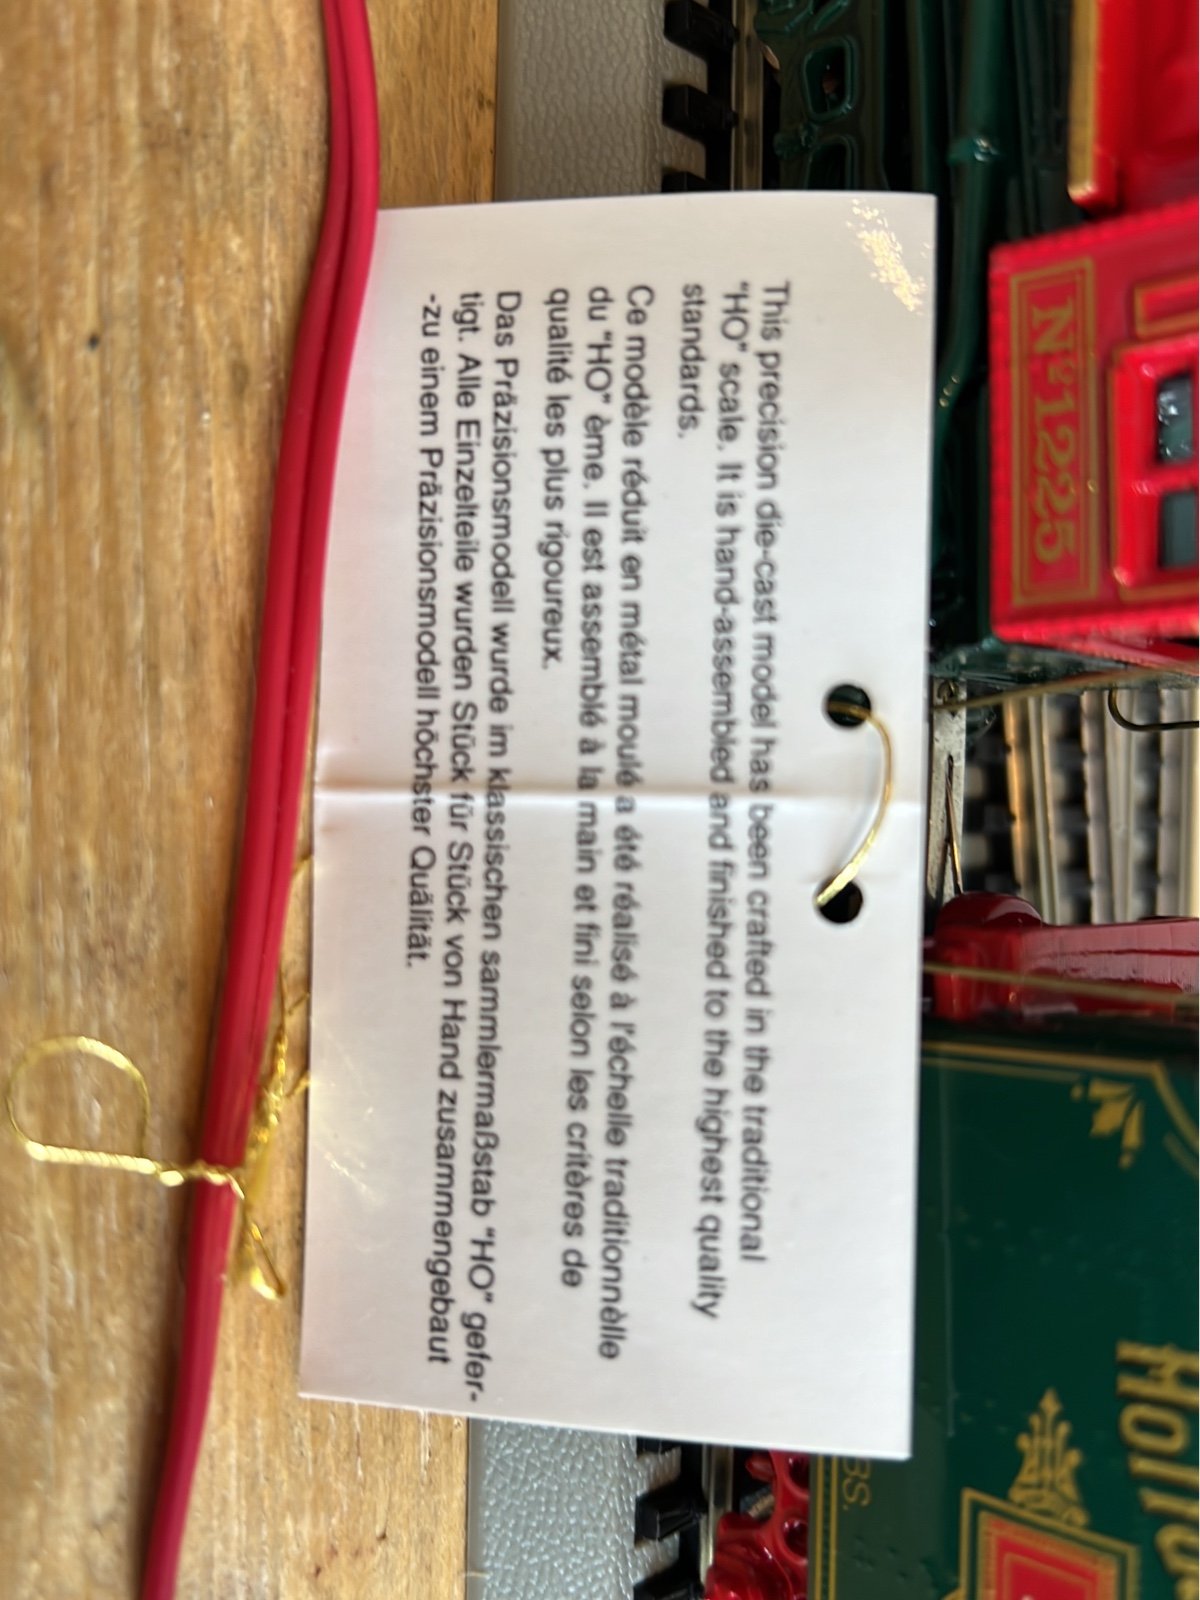 This precision die-cast model has been crafted in the traditional
"HO" scale. It is hand-assembled and finished to the highest quality
standards.
Ce modèle réduit en métal moulé a été réalisé à l'échelle traditionnèlle
du "HO" ème. Il est assemblé à la main et fini selon les critères de
qualité les plus rigoureux.
Das Präzisionsmodell wurde im klassischen sammlermaßstab "HO" gefer-
tigt. Alle Einzelteile wurden Stück für Stück von Hand zusammengebaut
-zu einem Präzisionsmodell höchster Quälität.
Nº1225